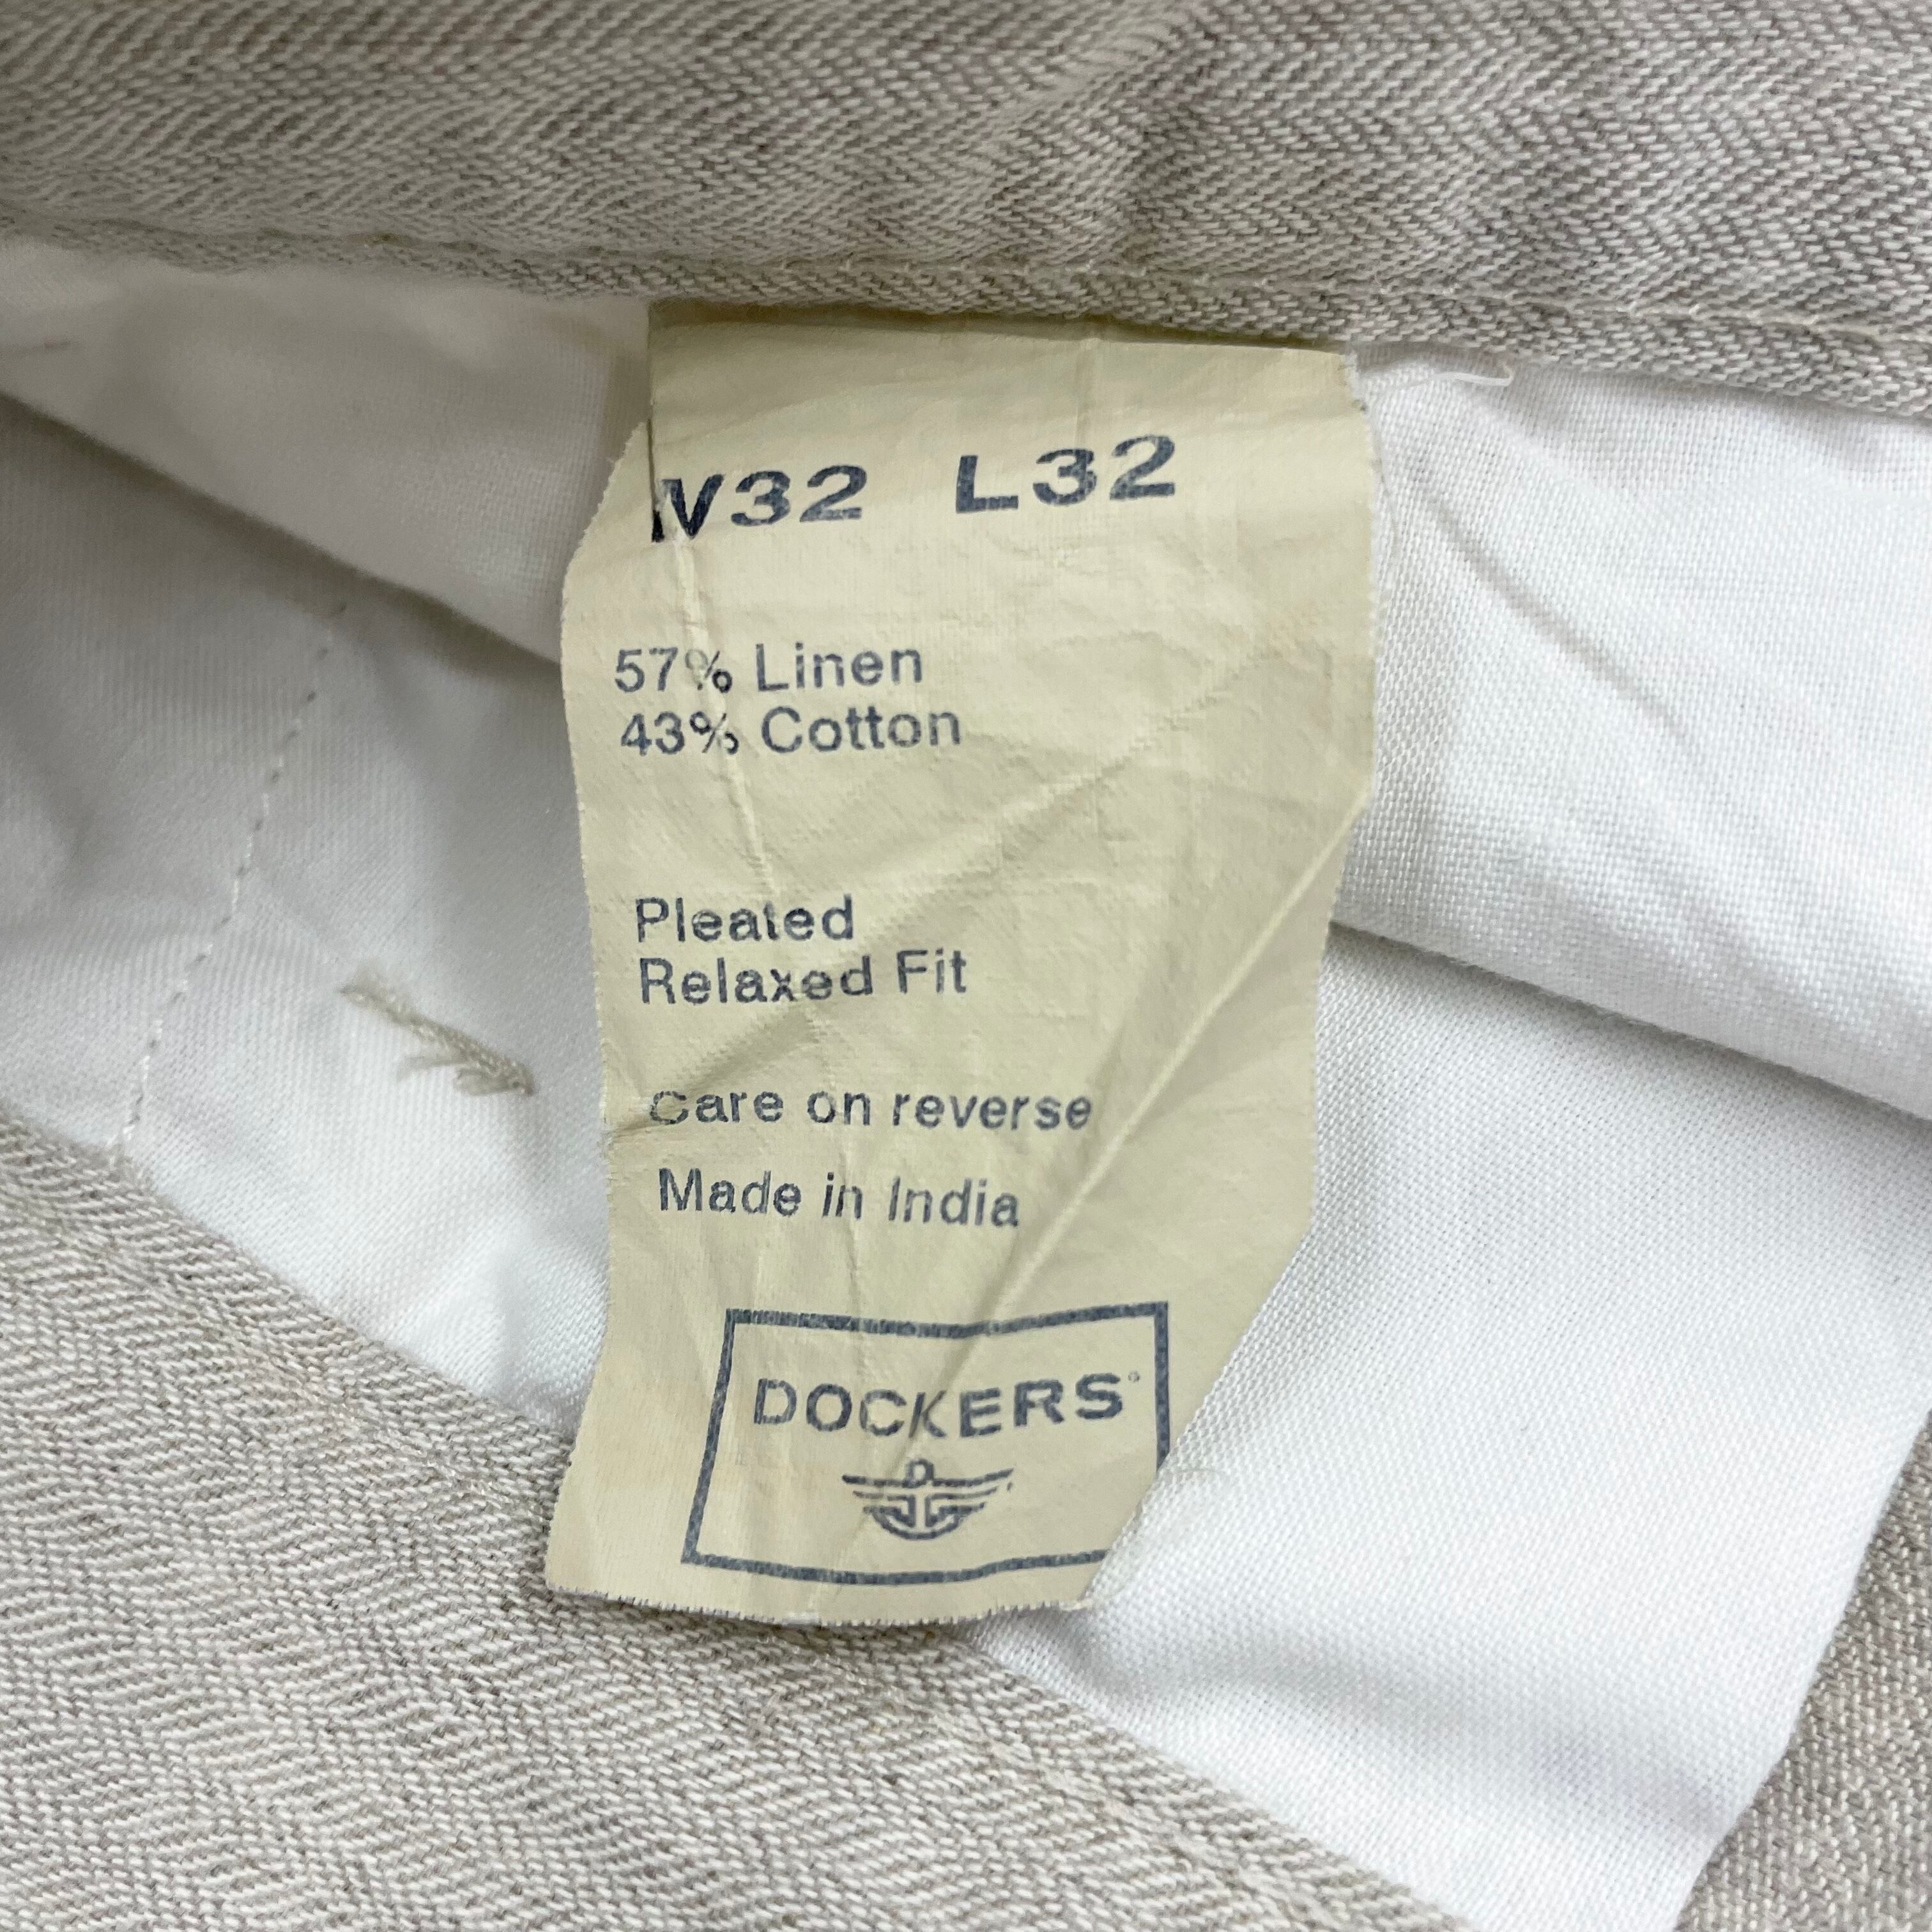 W32 L32
57% Linen
43% Cotton
Pleated
Relaxed Fit
Care on reverse
Made in India
DOCKERS®
D